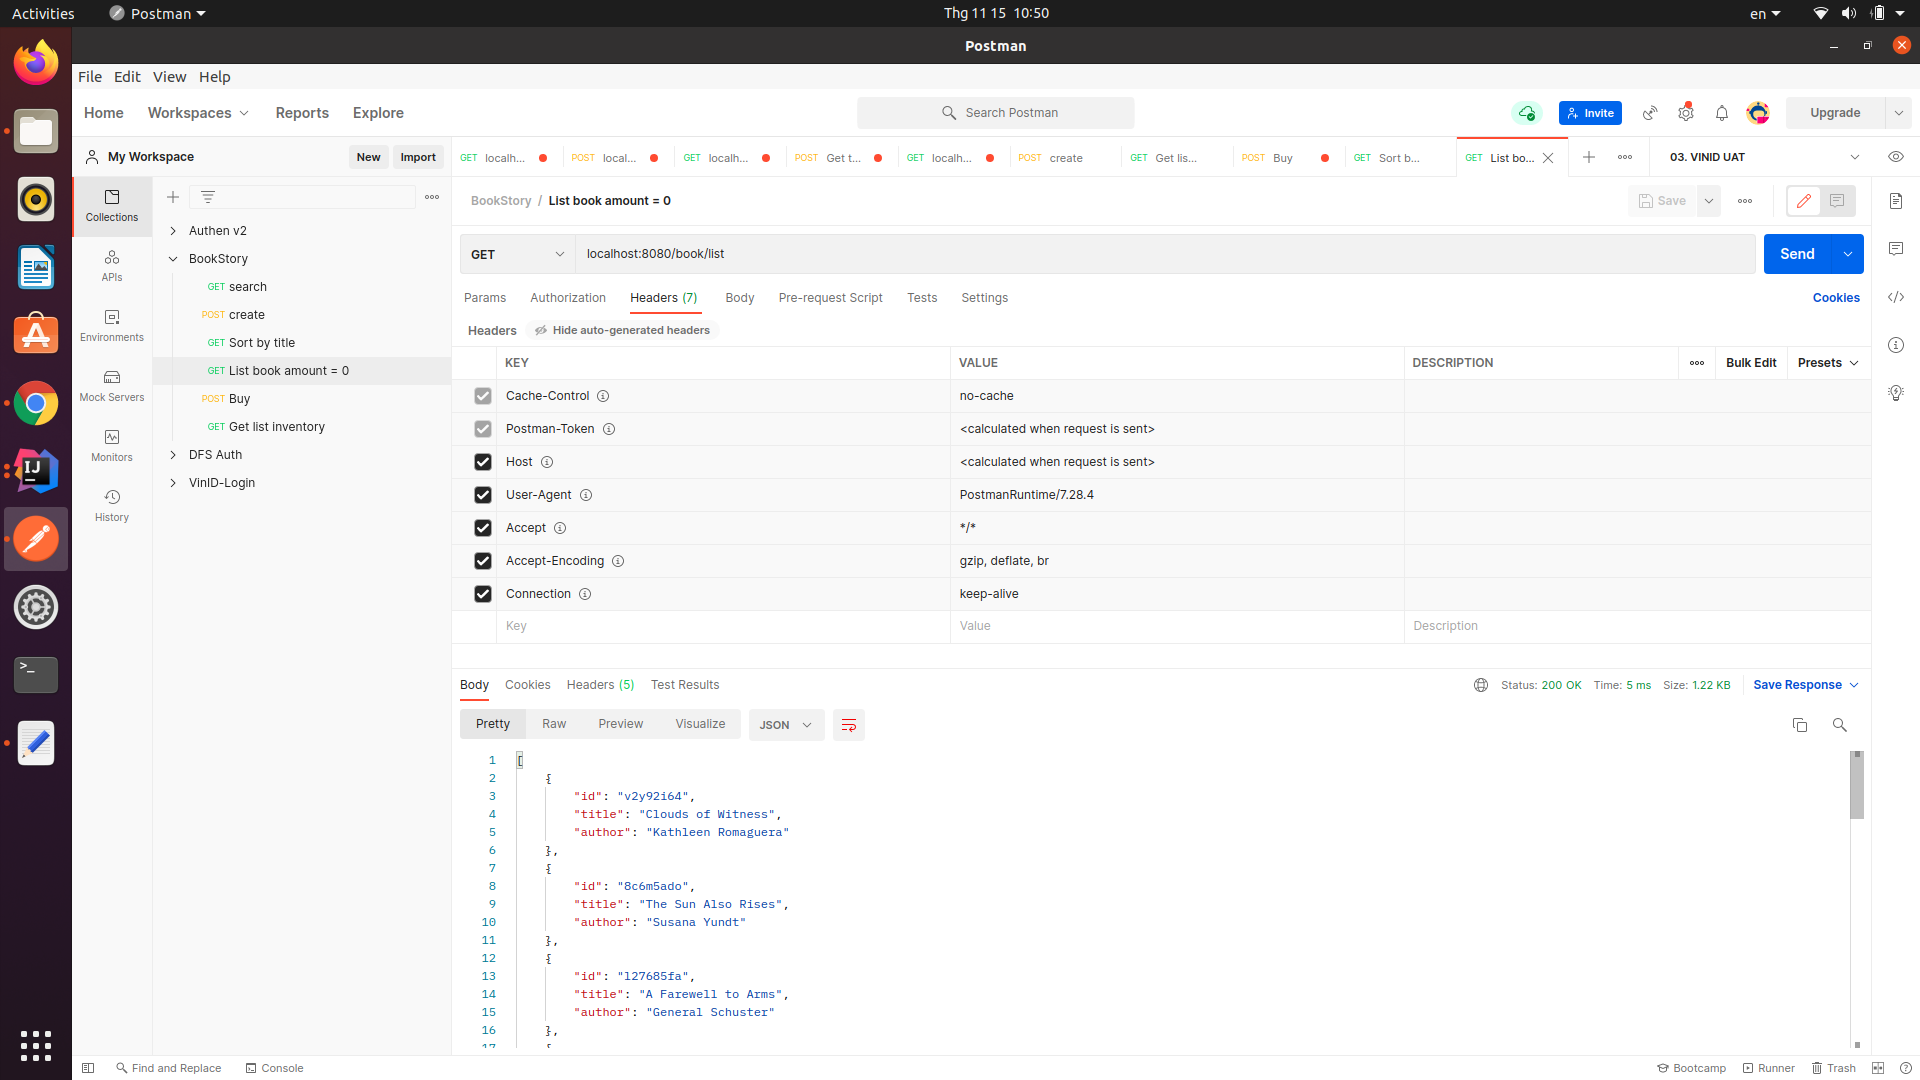 Activities Postman Thg 11 15 10:50 en
Postman
File Edit View Help
Home Workspaces Reports Explore Search Postman Invite Upgrade
My Workspace New Import
GET localh... POST local... GET localh... POST Get t... GET localh... POST create GET Get lis... POST Buy GET Sort b... GET List bo... 03. VINID UAT
Collections
APIs
Environments
Mock Servers
Monitors
History
Authen v2
BookStory
GET search
POST create
GET Sort by title
GET List book amount = 0
POST Buy
GET Get list inventory
DFS Auth
VinID-Login
BookStory / List book amount = 0 Save
GET localhost:8080/book/list Send
Params Authorization Headers (7) Body Pre-request Script Tests Settings Cookies
Headers Hide auto-generated headers
KEY VALUE DESCRIPTION Bulk Edit Presets
Cache-Control no-cache
Postman-Token <calculated when request is sent>
Host <calculated when request is sent>
User-Agent PostmanRuntime/7.28.4
Accept */*
Accept-Encoding gzip, deflate, br
Connection keep-alive
Key Value Description
Body Cookies Headers (5) Test Results Status: 200 OK Time: 5 ms Size: 1.22 KB Save Response
Pretty Raw Preview Visualize JSON
1 [
2 {
3 "id": "v2y92i64",
4 "title": "Clouds of Witness",
5 "author": "Kathleen Romaguera"
6 },
7 {
8 "id": "8c6m5ado",
9 "title": "The Sun Also Rises",
10 "author": "Susana Yundt"
11 },
12 {
13 "id": "l27685fa",
14 "title": "A Farewell to Arms",
15 "author": "General Schuster"
16 },
17 {
Find and Replace Console Bootcamp Runner Trash